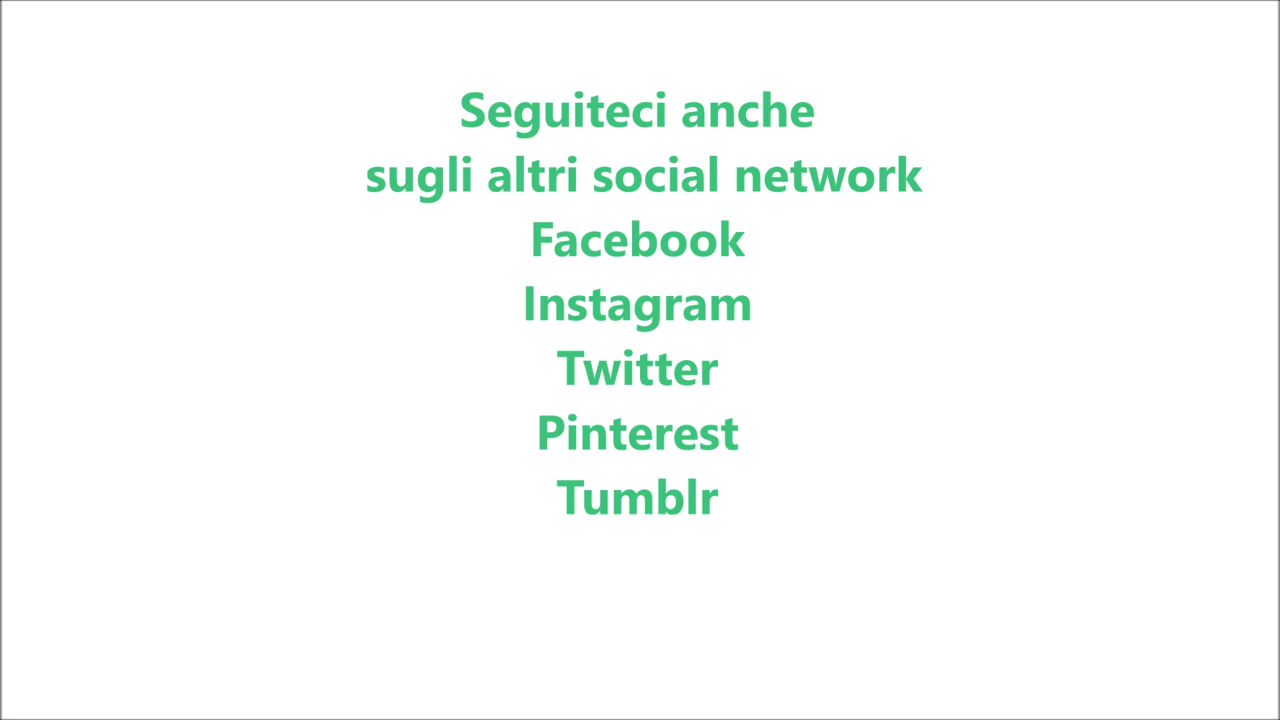 Seguiteci anche
sugli altri social network
Facebook
Instagram
Twitter
Pinterest
Tumblr